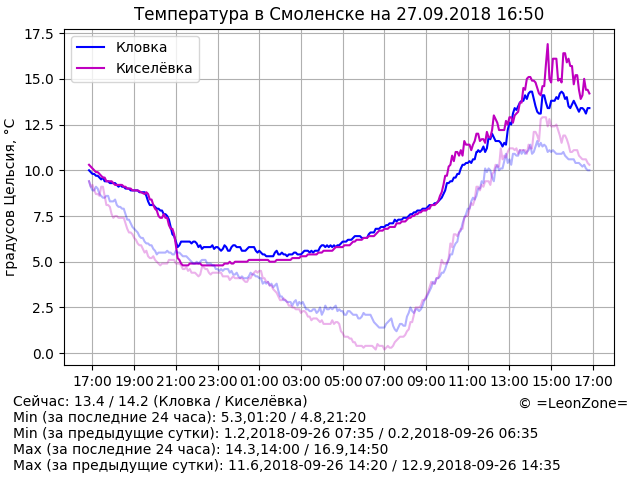 Температура в Смоленске на 27.09.2018 16:50
Кловка
Киселёвка
градусов Цельсия, °C
17.5
15.0
12.5
10.0
7.5
5.0
2.5
0.0
17:00 19:00 21:00 23:00 01:00 03:00 05:00 07:00 09:00 11:00 13:00 15:00 17:00
Сейчас: 13.4 / 14.2 (Кловка / Киселёвка)
© =LeonZone=
Min (за последние 24 часа): 5.3,01:20 / 4.8,21:20
Min (за предыдущие сутки): 1.2,2018-09-26 07:35 / 0.2,2018-09-26 06:35
Max (за последние 24 часа): 14.3,14:00 / 16.9,14:50
Max (за предыдущие сутки): 11.6,2018-09-26 14:20 / 12.9,2018-09-26 14:35